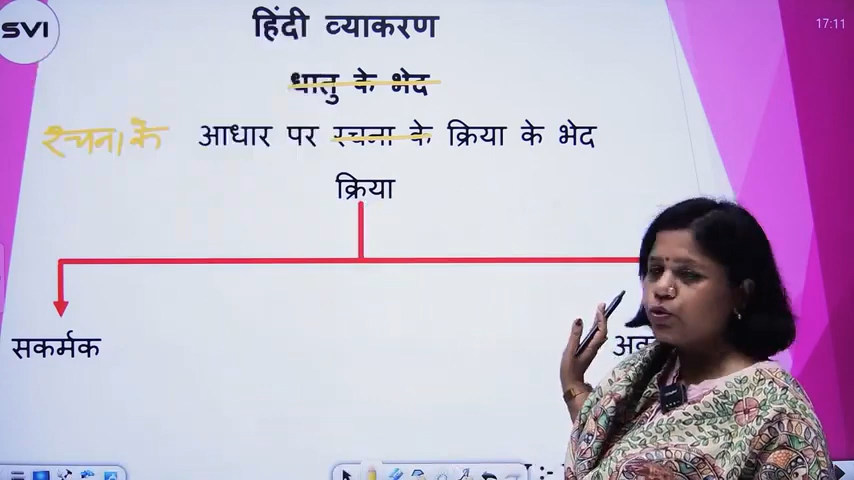 SVI
17:11
हिंदी व्याकरण
धातु के भेद
रचना के आधार पर रचना के क्रिया के भेद
क्रिया
सकर्मक